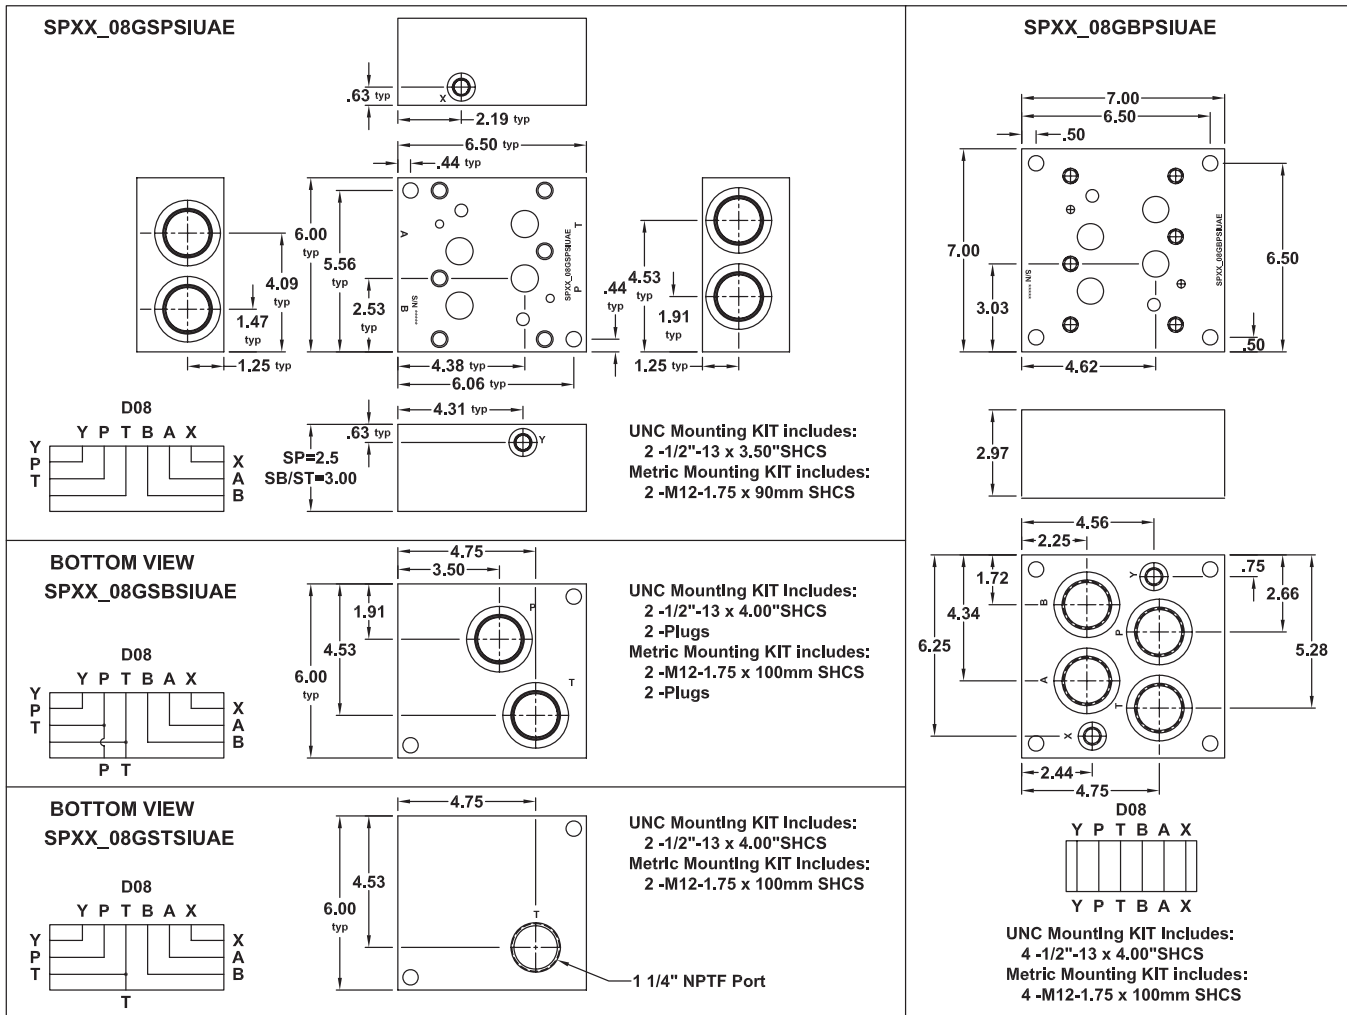 SPXX_08GSPSIUAE
X
.63 typ
2.19 typ
6.50 typ
.44 typ
A
T
B
P
S/N
SPXX_08GSPSIUAE
4.09 typ
1.47 typ
1.25 typ
6.00 typ
5.56
2.53 typ
4.38 typ
6.06 typ
.44 typ
4.53
1.91 typ
1.25 typ
D08
Y P T B A X
Y
P
T
X
A
B
4.31 typ
.63 typ
Y
SP=2.5
SB/ST=3.00
UNC Mounting KIT includes:
2 -1/2"-13 x 3.50"SHCS
Metric Mounting KIT includes:
2 -M12-1.75 x 90mm SHCS
BOTTOM VIEW
SPXX_08GSBSIUAE
D08
Y P T B A X
Y
P
T
X
A
B
P T
4.75
3.50
1.91
4.53
6.00 typ
P
T
UNC Mounting KIT Includes:
2 -1/2"-13 x 4.00"SHCS
2 -Plugs
Metric Mounting KIT includes:
2 -M12-1.75 x 100mm SHCS
2 -Plugs
BOTTOM VIEW
SPXX_08GSTSIUAE
D08
Y P T B A X
Y
P
T
X
A
B
T
4.75
4.53
6.00 typ
T
1 1/4" NPTF Port
UNC Mounting KIT Includes:
2 -1/2"-13 x 4.00"SHCS
Metric Mounting KIT Includes:
2 -M12-1.75 x 100mm SHCS
SPXX_08GBPSIUAE
7.00
6.50
.50
7.00
3.03
6.50
.50
4.62
S/N
SPXX_08GBPSIUAE
2.97
4.56
2.25
1.72
4.34
6.25
.75
2.66
5.28
B
Y
P
A
T
X
2.44
4.75
D08
Y P T B A X
Y P T B A X
UNC Mounting KIT Includes:
4 -1/2"-13 x 4.00"SHCS
Metric Mounting KIT includes:
4 -M12-1.75 x 100mm SHCS